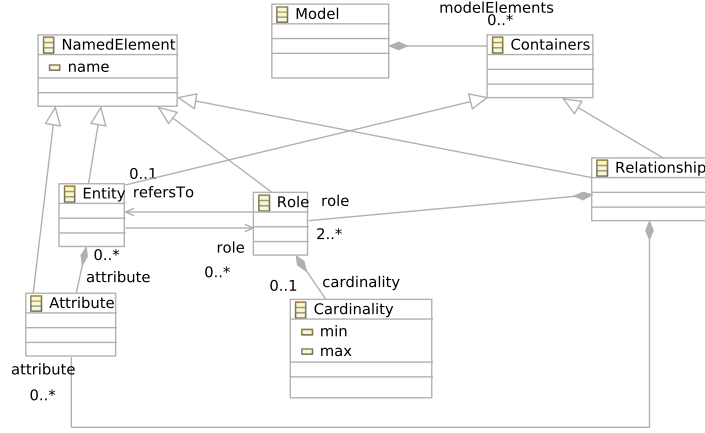 modelElements
Model
0..*
NamedElement
Containers
name
Relationship
0..1
Entity
refersTo
Role
role
2..*
role
0..*
attribute
0..*
cardinality
0..1
Attribute
Cardinality
min
max
attribute
0..*